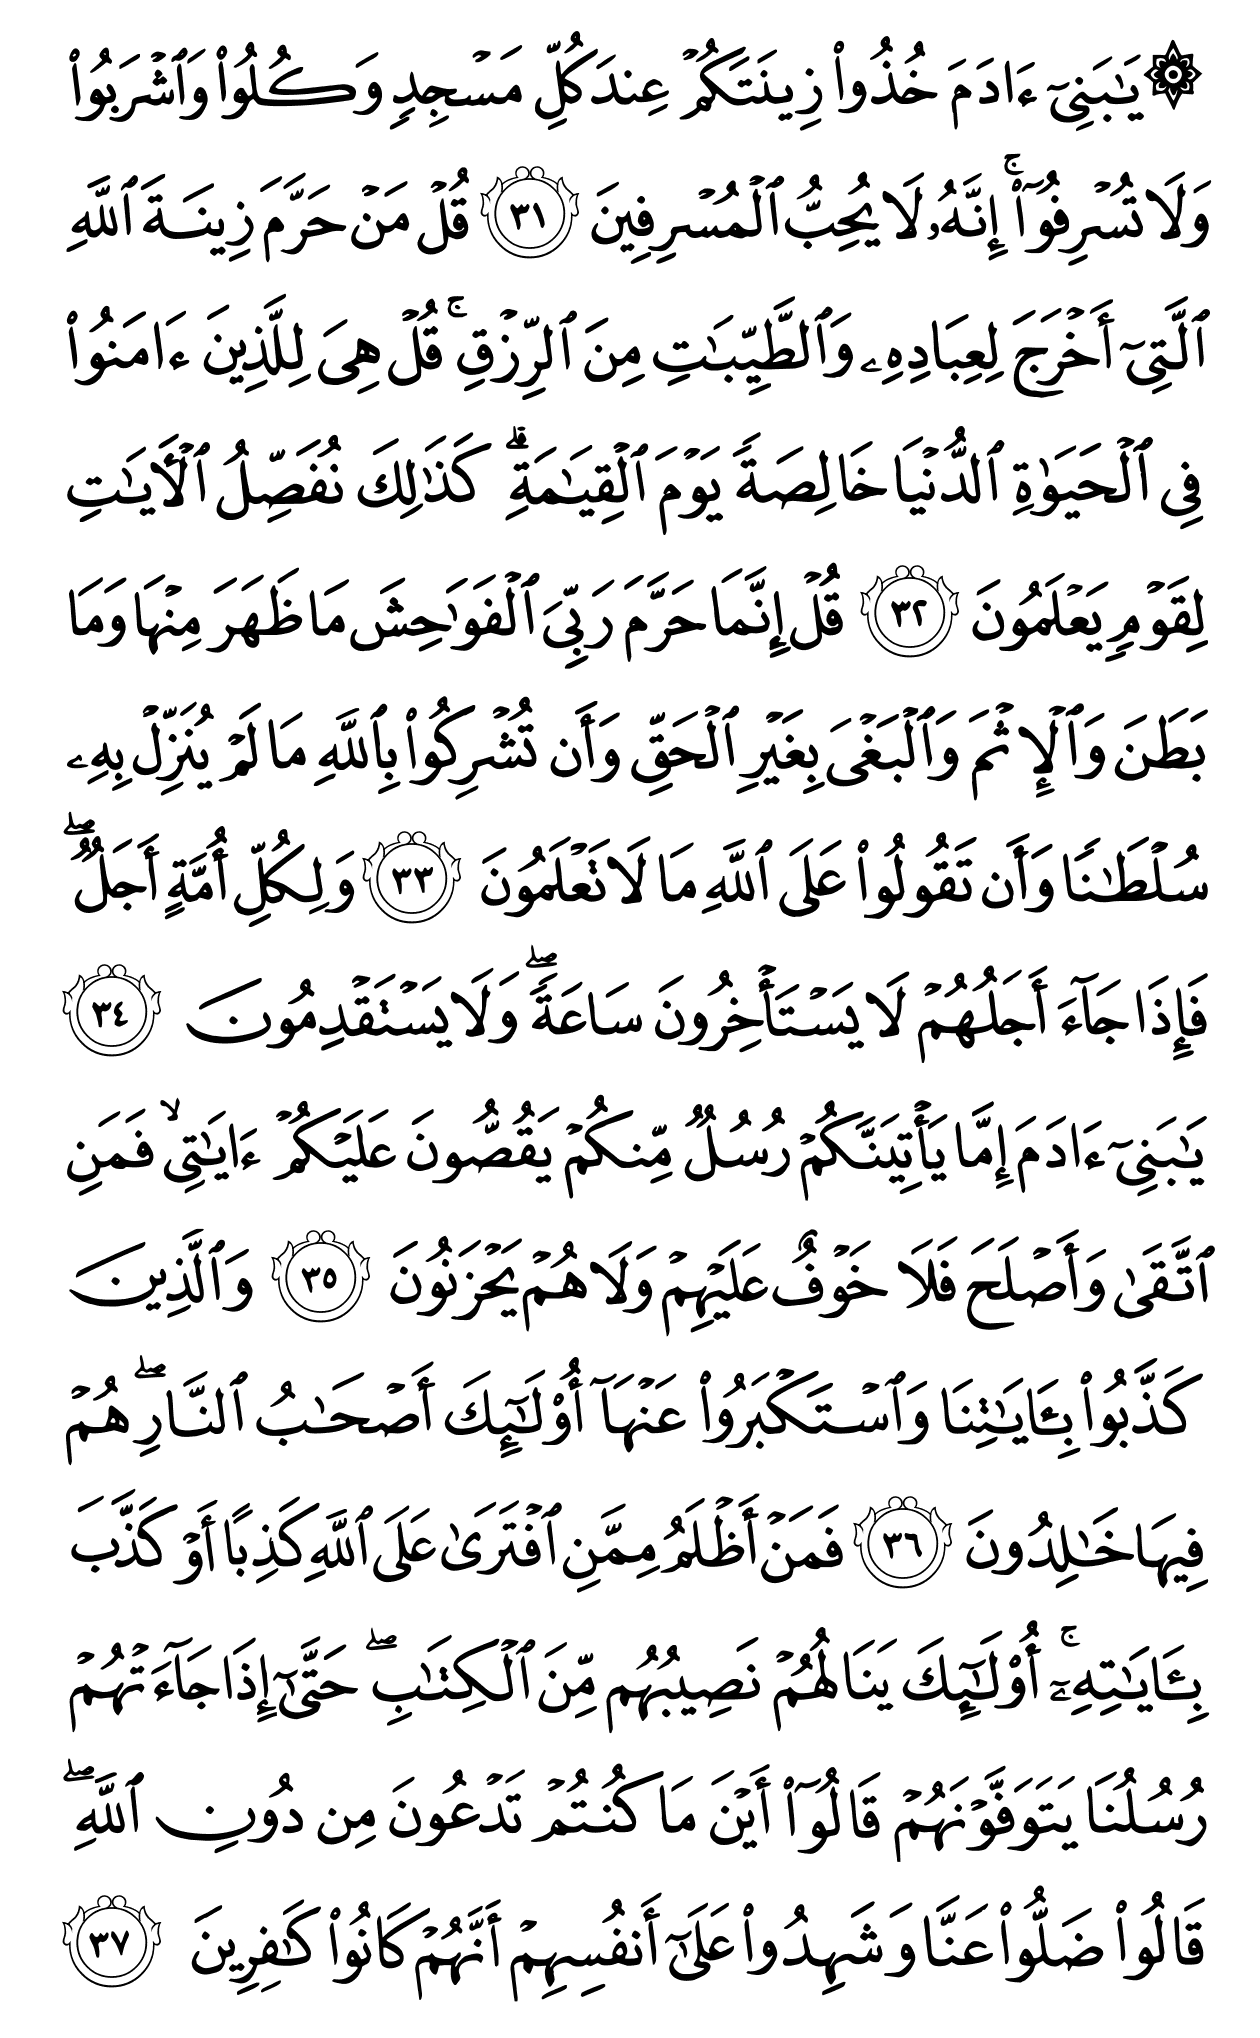 ۞ يَٰبَنِيٓ ءَادَمَ خُذُواْ زِينَتَكُمۡ عِندَ كُلِّ مَسۡجِدٖ وَكُلُواْ وَٱشۡرَبُواْ
وَلَا تُسۡرِفُوٓاْۚ إِنَّهُۥ لَا يُحِبُّ ٱلۡمُسۡرِفِينَ ٣١ قُلۡ مَنۡ حَرَّمَ زِينَةَ ٱللَّهِ
ٱلَّتِيٓ أَخۡرَجَ لِعِبَادِهِۦ وَٱلطَّيِّبَٰتِ مِنَ ٱلرِّزۡقِۚ قُلۡ هِيَ لِلَّذِينَ ءَامَنُواْ
فِي ٱلۡحَيَوٰةِ ٱلدُّنۡيَا خَالِصَةٗ يَوۡمَ ٱلۡقِيَٰمَةِۗ كَذَٰلِكَ نُفَصِّلُ ٱلۡأٓيَٰتِ
لِقَوۡمٖ يَعۡلَمُونَ ٣٢ قُلۡ إِنَّمَا حَرَّمَ رَبِّيَ ٱلۡفَوَٰحِشَ مَا ظَهَرَ مِنۡهَا وَمَا
بَطَنَ وَٱلۡإِثۡمَ وَٱلۡبَغۡيَ بِغَيۡرِ ٱلۡحَقِّ وَأَن تُشۡرِكُواْ بِٱللَّهِ مَا لَمۡ يُنَزِّلۡ بِهِۦ
سُلۡطَٰنٗا وَأَن تَقُولُواْ عَلَى ٱللَّهِ مَا لَا تَعۡلَمُونَ ٣٣ وَلِكُلِّ أُمَّةٍ أَجَلٞۖ
فَإِذَا جَآءَ أَجَلُهُمۡ لَا يَسۡتَأۡخِرُونَ سَاعَةٗۖ وَلَا يَسۡتَقۡدِمُونَ ٣٤
يَٰبَنِيٓ ءَادَمَ إِمَّا يَأۡتِيَنَّكُمۡ رُسُلٞ مِّنكُمۡ يَقُصُّونَ عَلَيۡكُمۡ ءَايَٰتِي ۙ فَمَنِ
ٱتَّقَىٰ وَأَصۡلَحَ فَلَا خَوۡفٌ عَلَيۡهِمۡ وَلَا هُمۡ يَحۡزَنُونَ ٣٥ وَٱلَّذِينَ
كَذَّبُواْ بِـَٔايَٰتِنَا وَٱسۡتَكۡبَرُواْ عَنۡهَآ أُوْلَٰٓئِكَ أَصۡحَٰبُ ٱلنَّارِۖ هُمۡ
فِيهَا خَٰلِدُونَ ٣٦ فَمَنۡ أَظۡلَمُ مِمَّنِ ٱفۡتَرَىٰ عَلَى ٱللَّهِ كَذِبًا أَوۡ كَذَّبَ
بِـَٔايَٰتِهِۦٓۚ أُوْلَٰٓئِكَ يَنَالُهُمۡ نَصِيبُهُم مِّنَ ٱلۡكِتَٰبِۖ حَتَّىٰٓ إِذَا جَآءَتۡهُمۡ
رُسُلُنَا يَتَوَفَّوۡنَهُمۡ قَالُوٓاْ أَيۡنَ مَا كُنتُمۡ تَدۡعُونَ مِن دُونِ ٱللَّهِۖ
قَالُواْ ضَلُّواْ عَنَّا وَشَهِدُواْ عَلَىٰٓ أَنفُسِهِمۡ أَنَّهُمۡ كَانُواْ كَٰفِرِينَ ٣٧